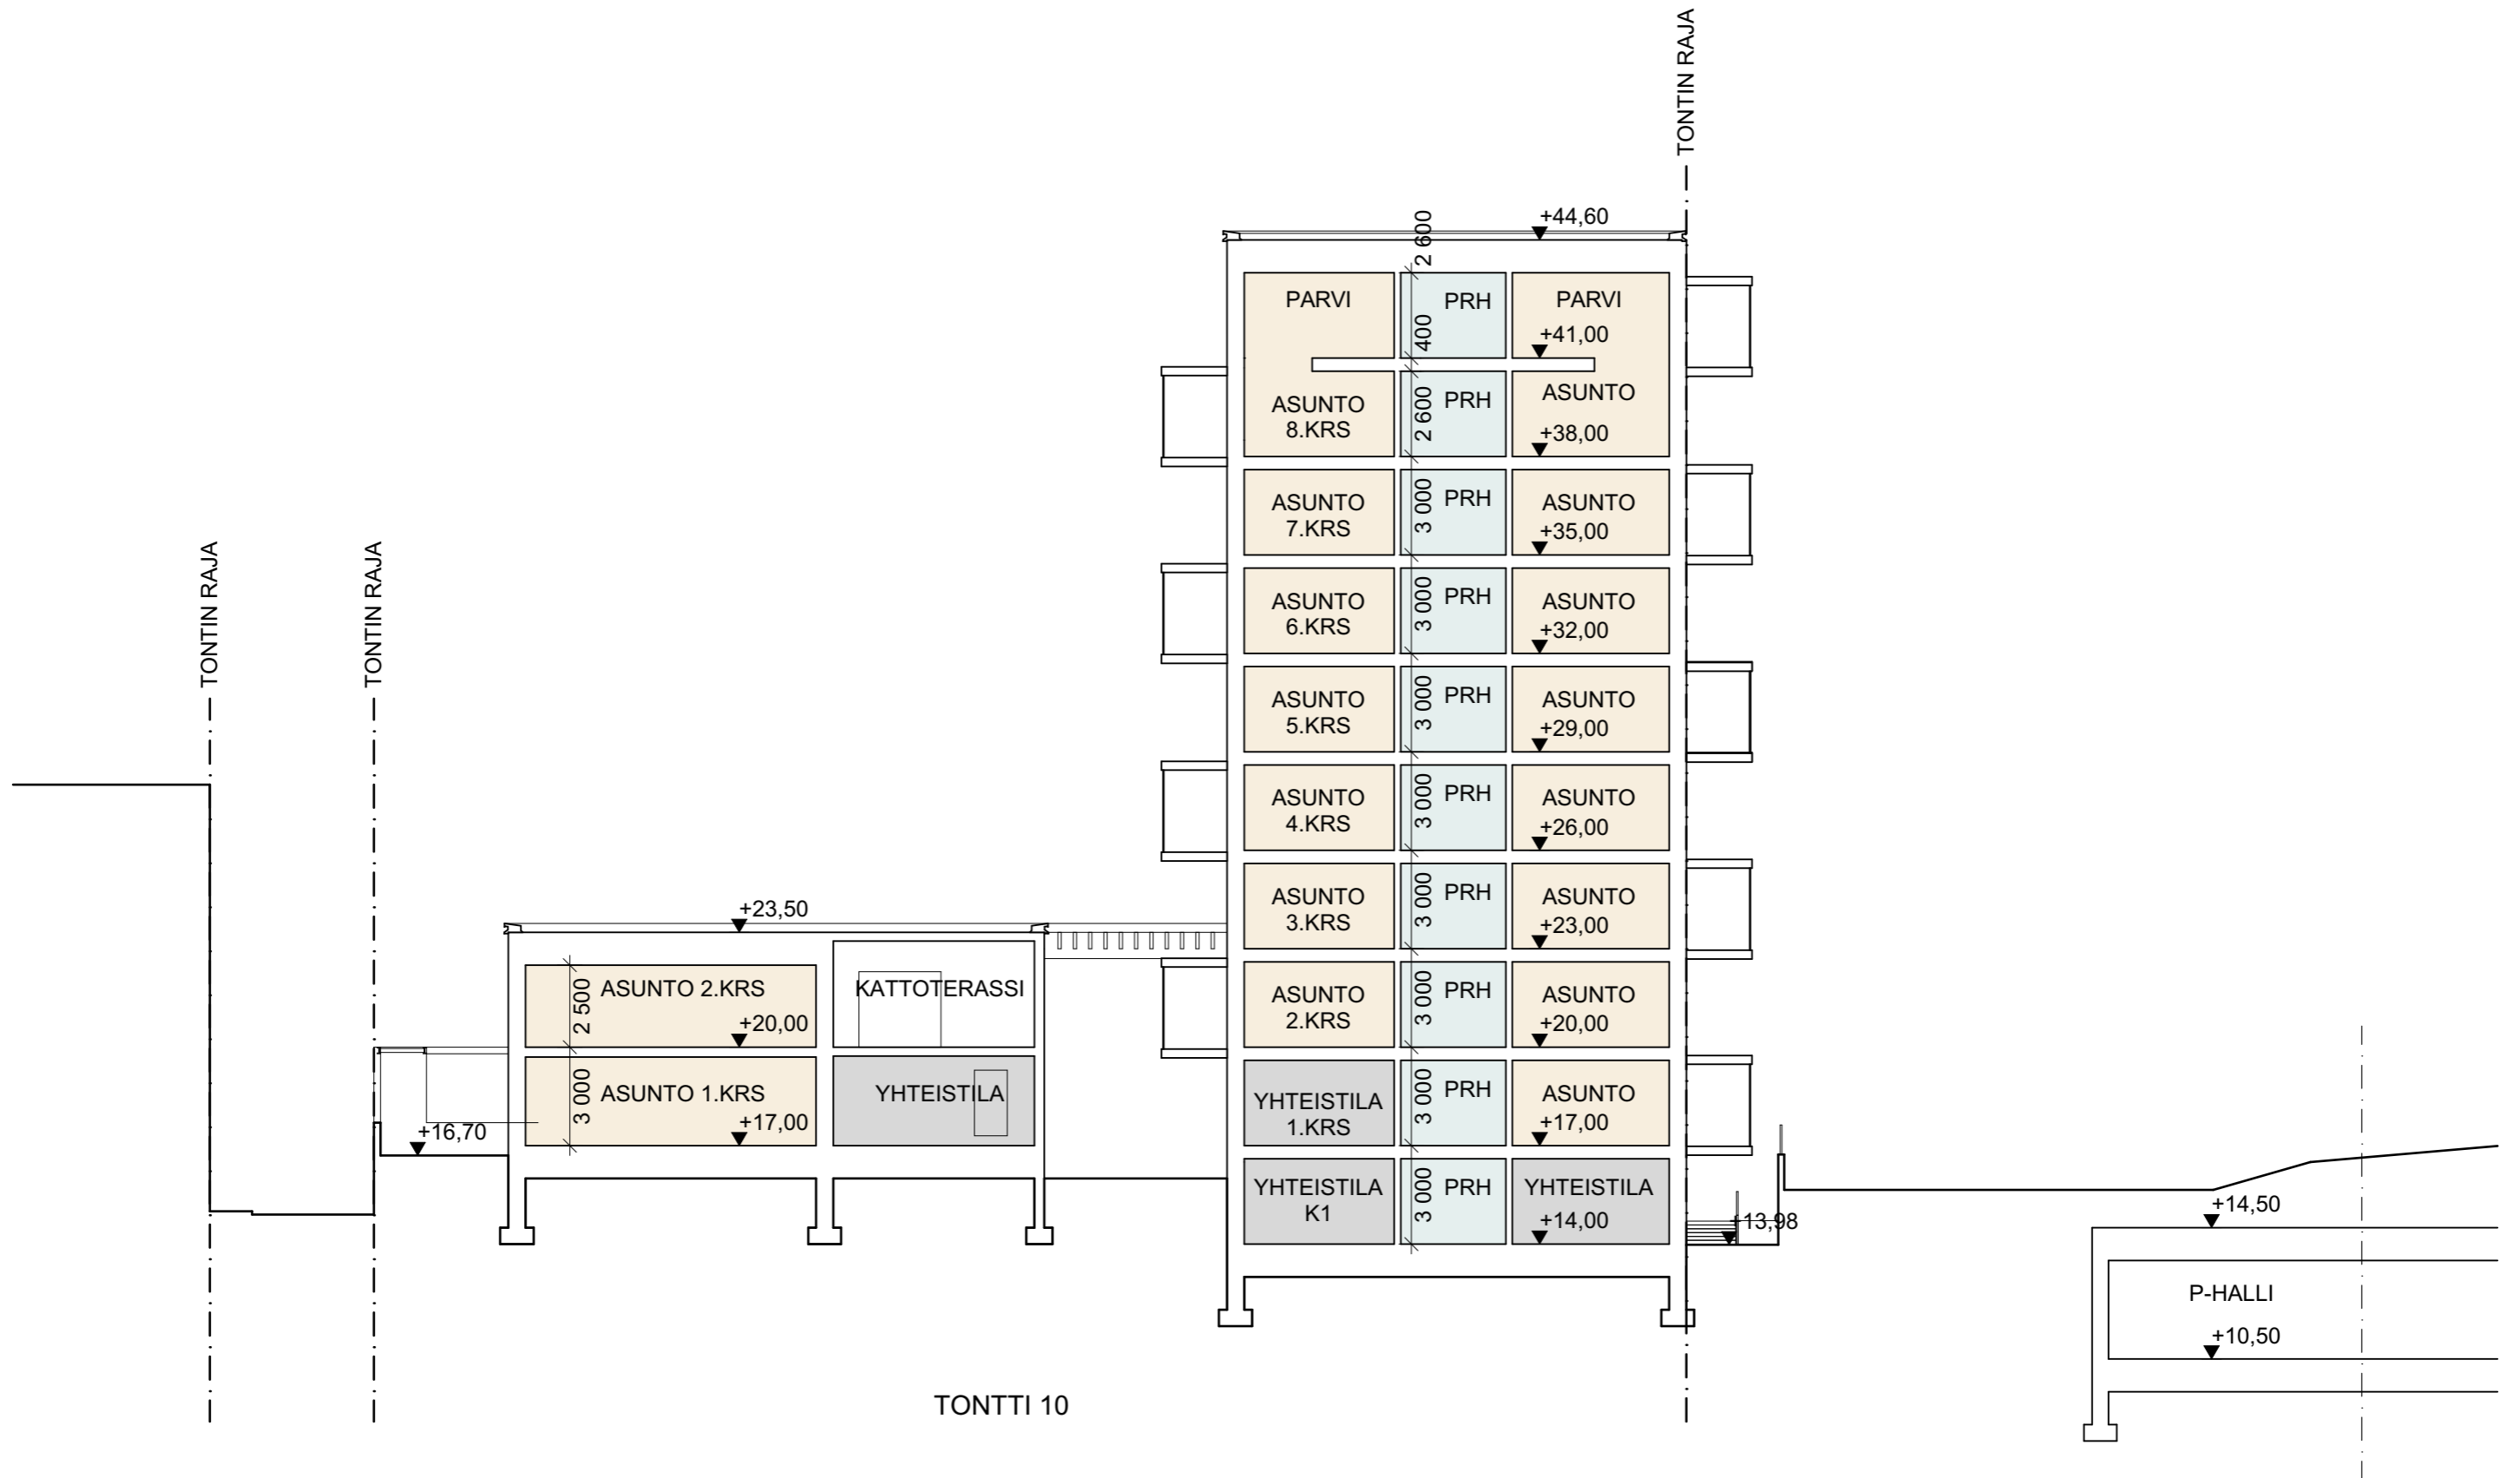 TONTIN RAJA
+44,60
2 600
PARVI
PRH
PARVI
400
+41,00
ASUNTO
8.KRS
2 600
PRH
ASUNTO
+38,00
ASUNTO
7.KRS
3 000
PRH
ASUNTO
+35,00
TONTIN RAJA
TONTIN RAJA
ASUNTO
6.KRS
3 000
PRH
ASUNTO
+32,00
ASUNTO
5.KRS
3 000
PRH
ASUNTO
+29,00
ASUNTO
4.KRS
3 000
PRH
ASUNTO
+26,00
+23,50
ASUNTO
3.KRS
3 000
PRH
ASUNTO
+23,00
2 500
ASUNTO 2.KRS
+20,00
KATTOTERASSI
ASUNTO
2.KRS
3 000
PRH
ASUNTO
+20,00
+16,70
3 000
ASUNTO 1.KRS
+17,00
YHTEISTILA
YHTEISTILA
1.KRS
3 000
PRH
ASUNTO
+17,00
YHTEISTILA
K1
3 000
PRH
YHTEISTILA
+14,00
+13,98
+14,50
P-HALLI
+10,50
TONTTI 10